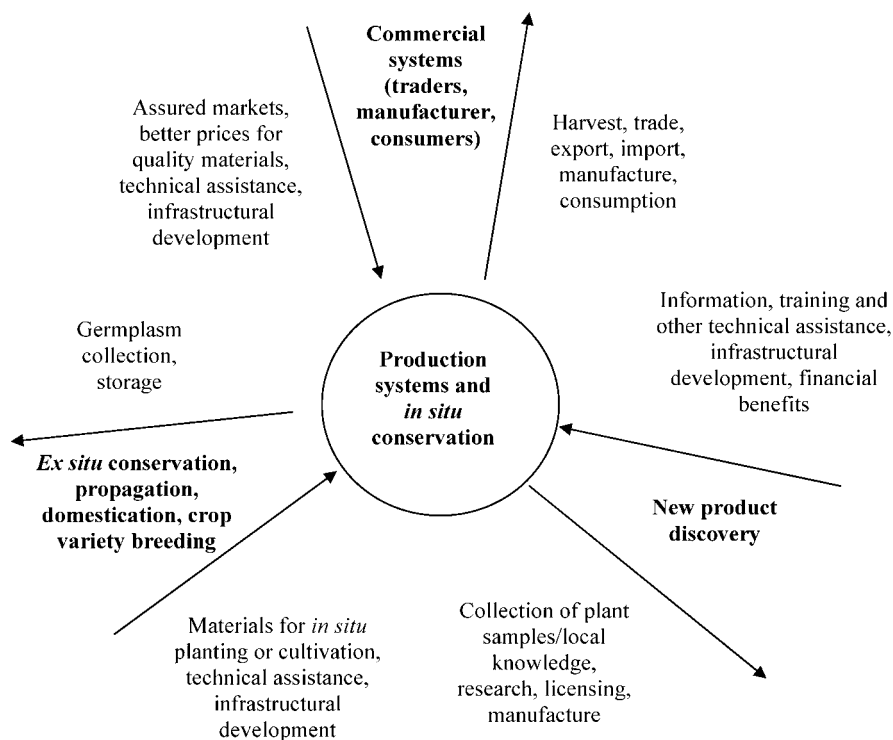 Commercial
systems
(traders,
manufacturer,
consumers)
Assured markets,
better prices for
quality materials,
technical assistance,
infrastructural
development
Harvest, trade,
export, import,
manufacture,
consumption
Germplasm
collection,
storage
Information, training and
other technical assistance,
infrastructural
development, financial
benefits
Production
systems and
in situ
conservation
Ex situ conservation,
propagation,
domestication, crop
variety breeding
New product
discovery
Materials for in situ
planting or cultivation,
technical assistance,
infrastructural
development
Collection of plant
samples/local
knowledge,
research, licensing,
manufacture